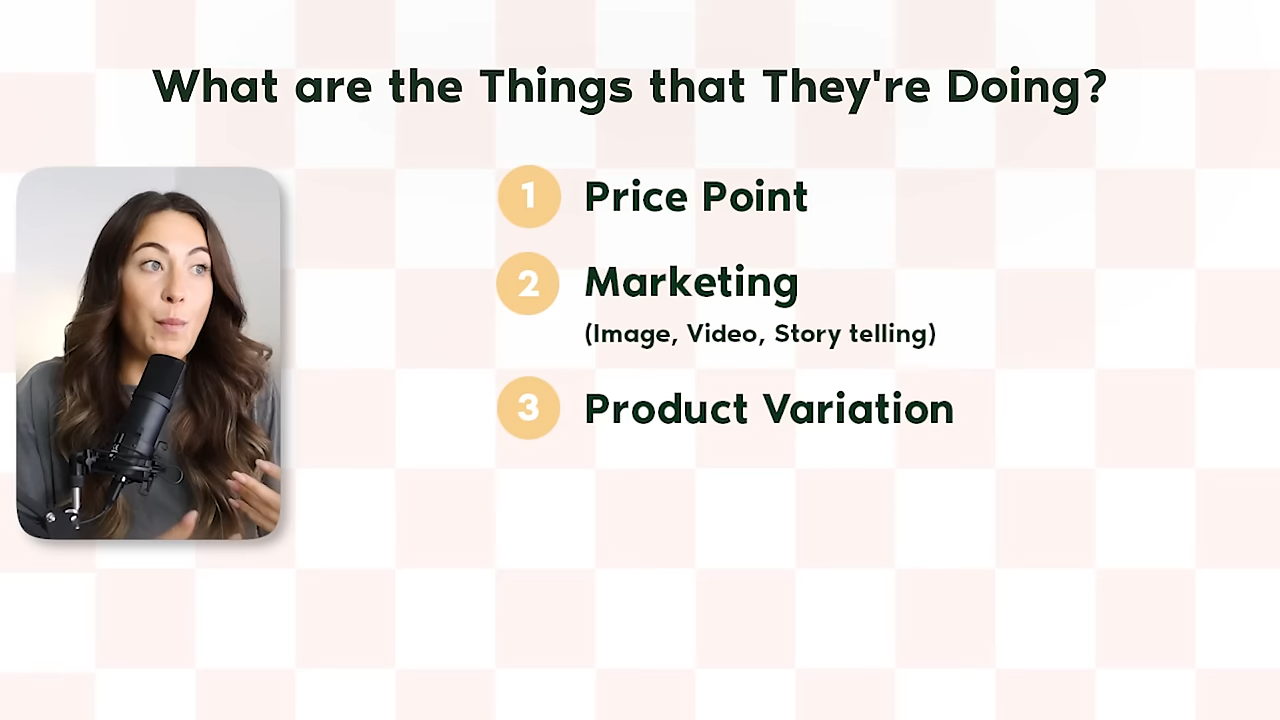 What are the Things that They're Doing?
1 Price Point
2 Marketing
(Image, Video, Story telling)
3 Product Variation